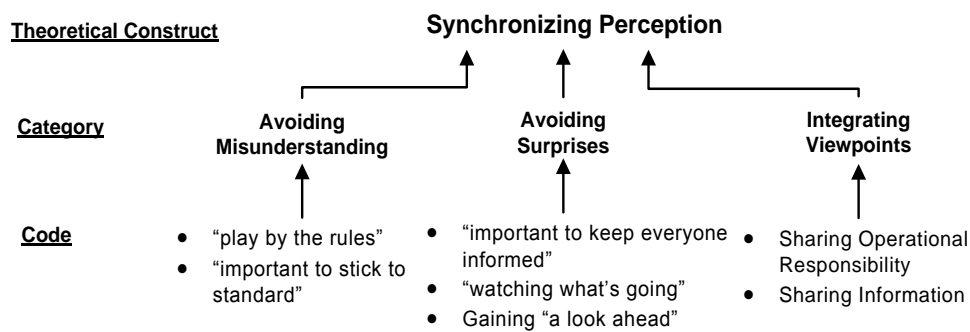 Theoretical Construct
Synchronizing Perception
Category
Avoiding
Misunderstanding
Avoiding
Surprises
Integrating
Viewpoints
Code
• “play by the rules”
• “important to stick to
standard”
• “important to keep everyone
informed”
• “watching what’s going”
• Gaining “a look ahead”
• Sharing Operational
Responsibility
• Sharing Information